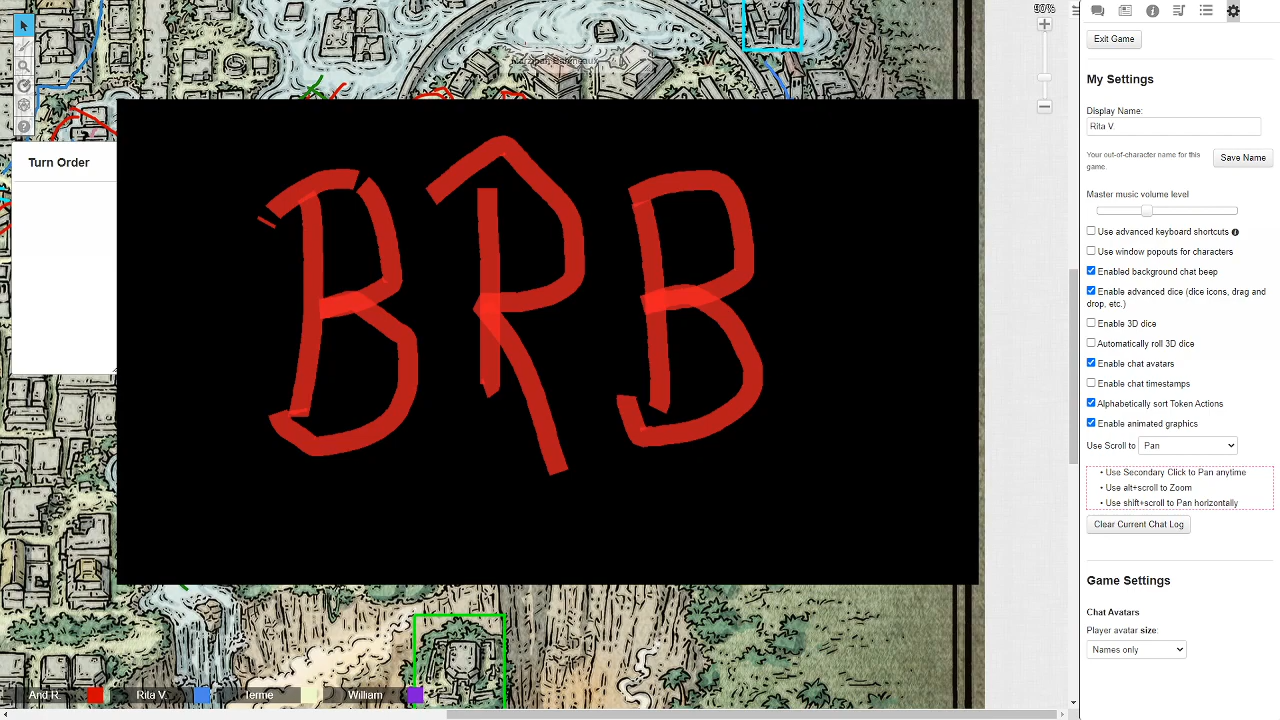 90%
Exit Game
My Settings
Display Name:
Rita V.
Your out-of-character name for this
game.
Save Name
Master music volume level
Use advanced keyboard shortcuts
Use window popouts for characters
Enabled background chat beep
Enable advanced dice (dice icons, drag and
drop, etc.)
Enable 3D dice
Automatically roll 3D dice
Enable chat avatars
Enable chat timestamps
Alphabetically sort Token Actions
Enable animated graphics
Use Scroll to
Pan
• Use Secondary Click to Pan anytime
• Use alt+scroll to Zoom
• Use shift+scroll to Pan horizontally
Clear Current Chat Log
Game Settings
Chat Avatars
Player avatar size:
Names only
Turn Order
BRB
And R.
Rita V.
Terme
William